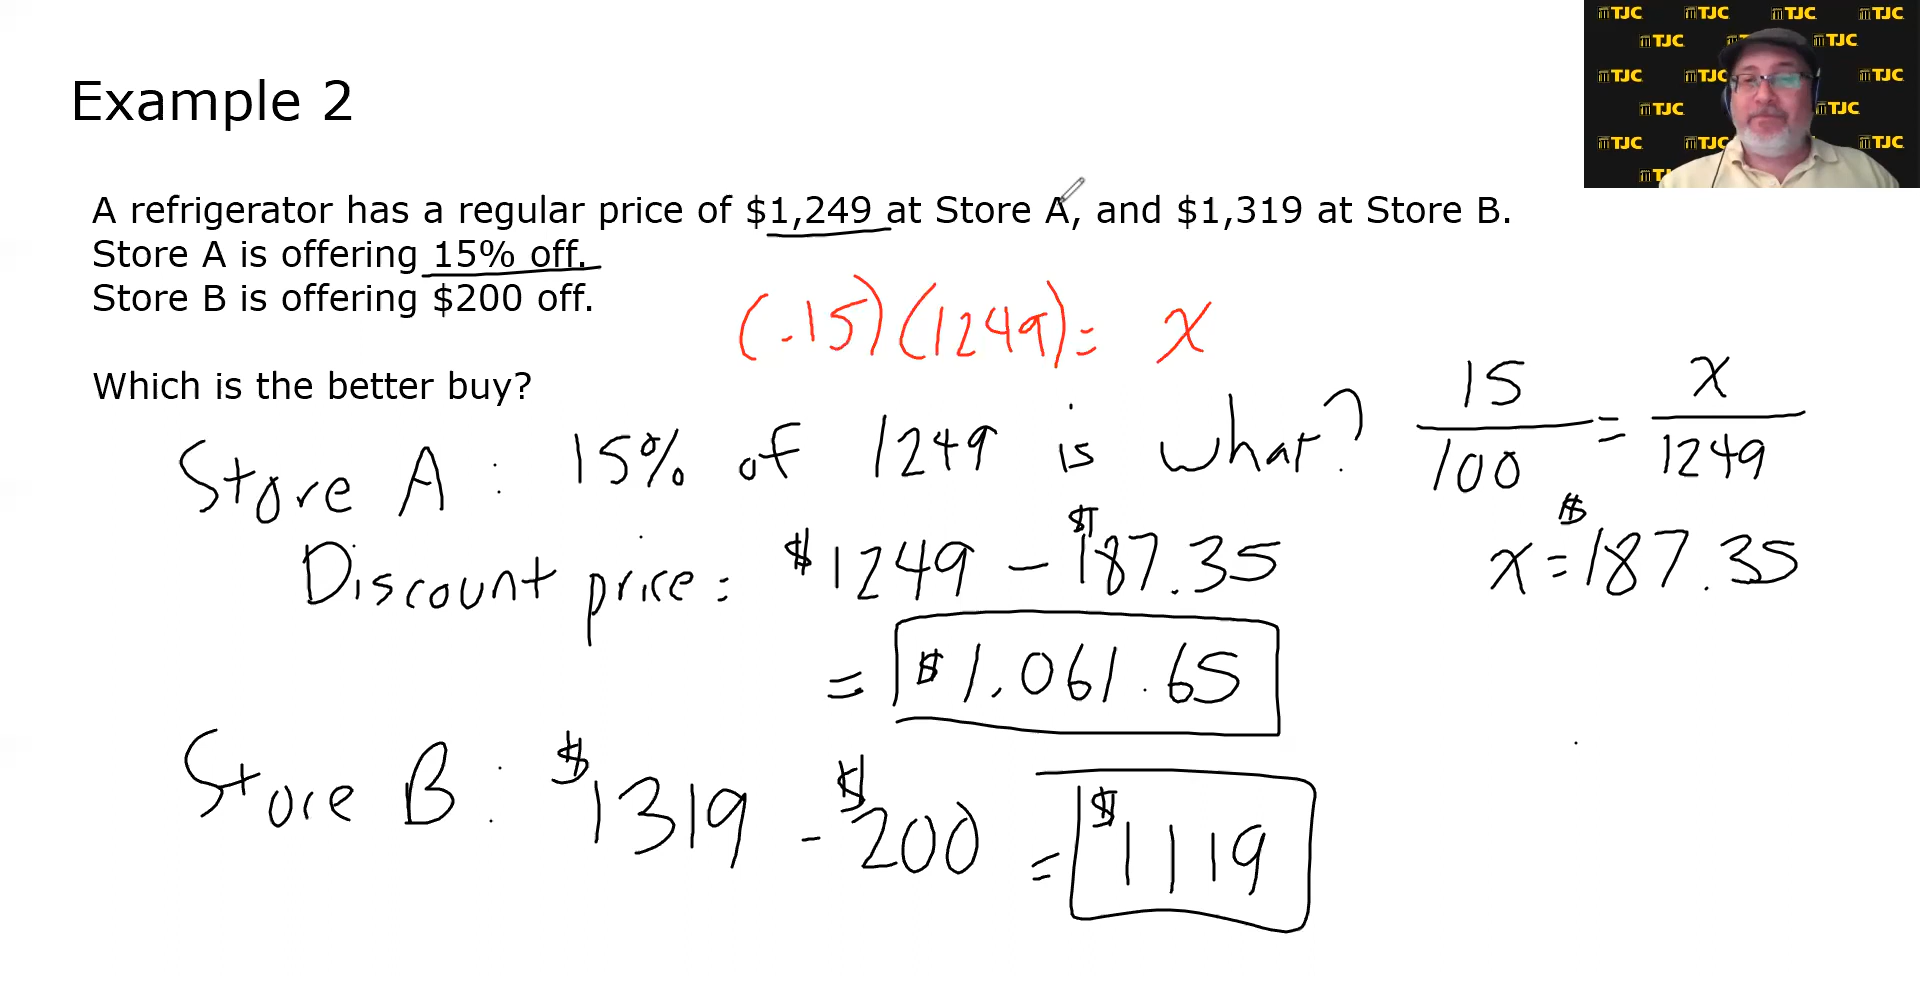 Example 2
A refrigerator has a regular price of $1,249 at Store A, and $1,319 at Store B.
Store A is offering 15% off.
Store B is offering $200 off.
(.15)(1249) = x
Which is the better buy?
Store A: 15% of 1249 is what?
15/100 = x/1249
Discount price: $1249 - $187.35
x = $187.35
= $1,061.65
Store B: $1319 - $200 = $1119
TJC TJC TJC TJC
TJC TJC
TJC TJC TJC
TJC TJC
TJC TJC TJC